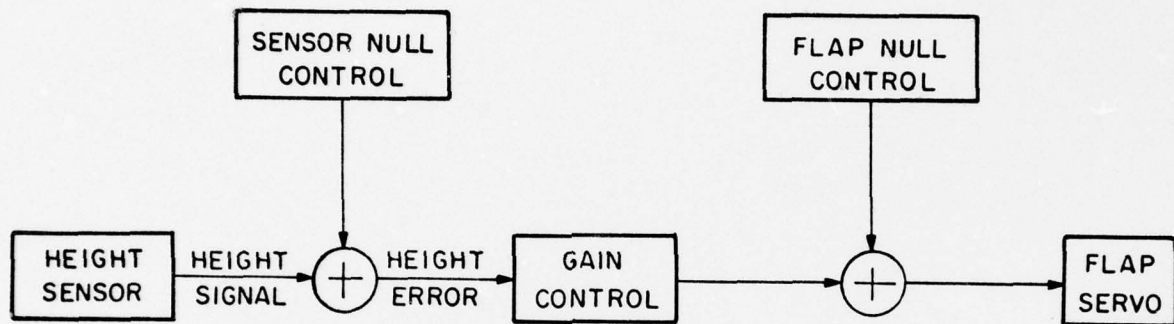 SENSOR NULL
CONTROL
FLAP NULL
CONTROL
HEIGHT
SENSOR
HEIGHT
SIGNAL
+
HEIGHT
ERROR
GAIN
CONTROL
+
FLAP
SERVO